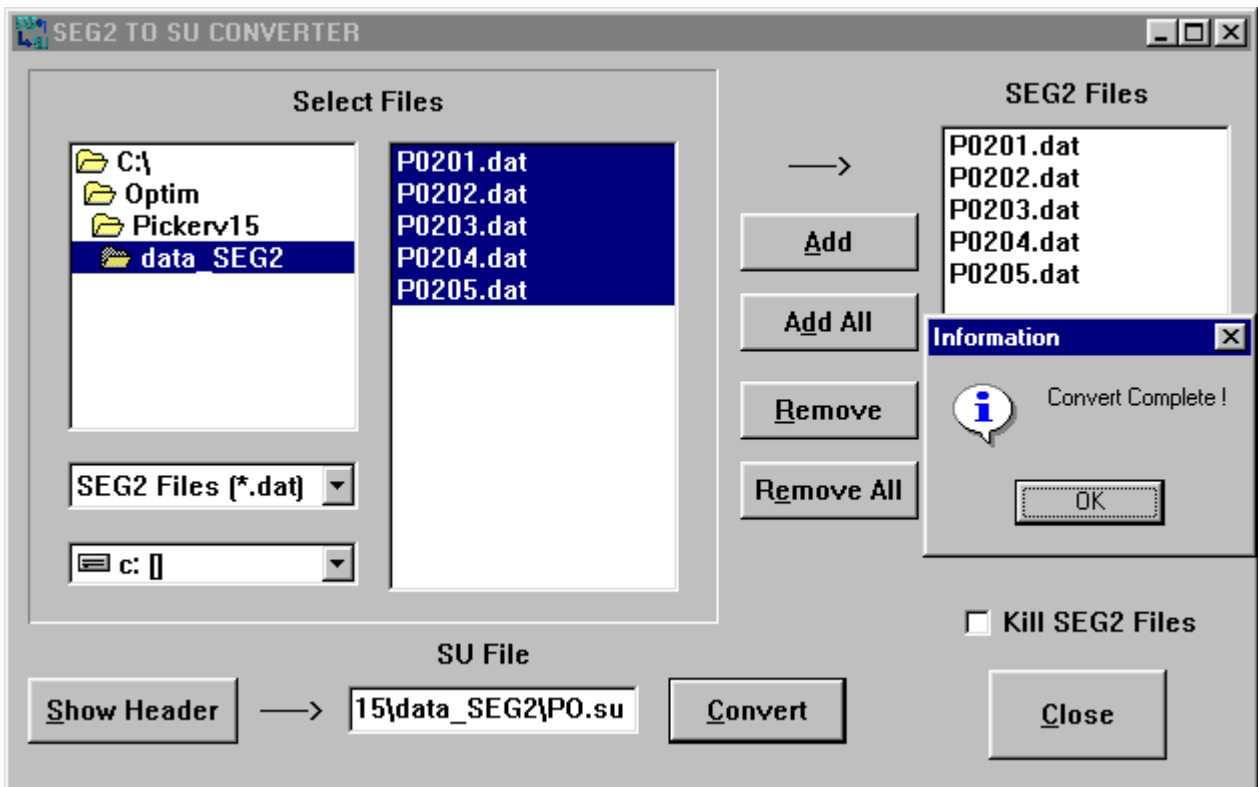 SEG2 TO SU CONVERTER
Select Files
C:\
Optim
Pickerv15
data_SEG2
P0201.dat
P0202.dat
P0203.dat
P0204.dat
P0205.dat
SEG2 Files (*.dat)
c: []
Add
Add All
Remove
Remove All
SEG2 Files
P0201.dat
P0202.dat
P0203.dat
P0204.dat
P0205.dat
Information
Convert Complete !
OK
Kill SEG2 Files
SU File
Show Header
15\data_SEG2\PO.su
Convert
Close